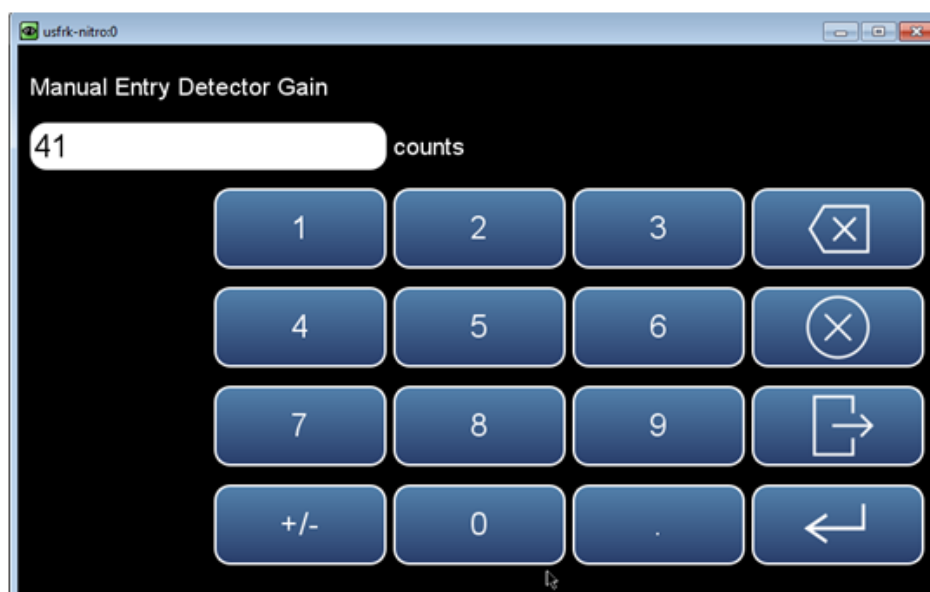 usfrk-nitro:0
Manual Entry Detector Gain
41 counts
1 2 3
4 5 6
7 8 9
+/- 0 .